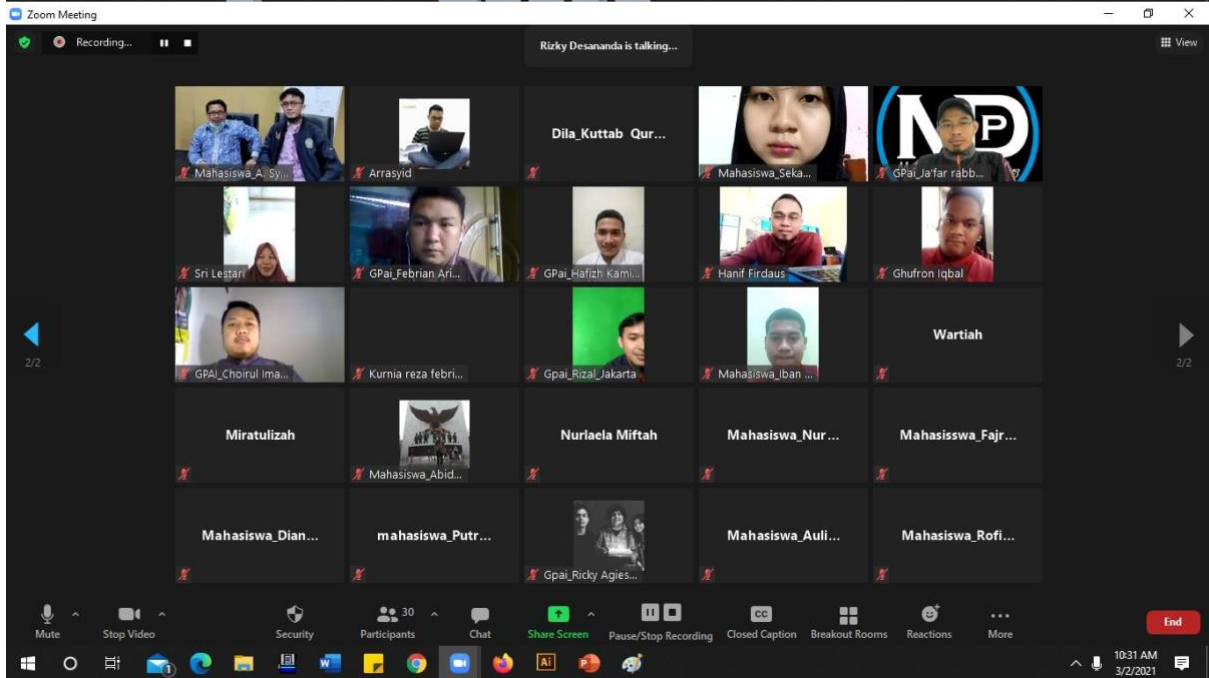 Zoom Meeting
Recording...
Rizky Desananda is talking...
View
Mahasiswa_A. Sy...
Arrasyid
Dila_Kuttab Qur...
Mahasiswa_Seka...
GPai_Ja'far rabb...
Sri Lestari
GPai_Febrian Ari...
GPai_Hafizh Kami...
Hanif Firdaus
Ghufron Iqbal
2/2
GPAI_Choirul Ima...
Kurnia reza febri...
Gpai_Rizal_Jakarta
Mahasiswa_Iban ...
Wartiah
2/2
Miratulizah
Mahasiswa_Abid...
Nurlaela Miftah
Mahasiswa_Nur...
Mahasisswa_Fajr...
Mahasiswa_Dian...
mahasiswa_Putr...
Gpai_Ricky Agies...
Mahasiswa_Auli...
Mahasiswa_Rofi...
Mute
Stop Video
Security
30
Participants
Chat
Share Screen
Pause/Stop Recording
CC
Closed Caption
Breakout Rooms
Reactions
More
End
10:31 AM
3/2/2021